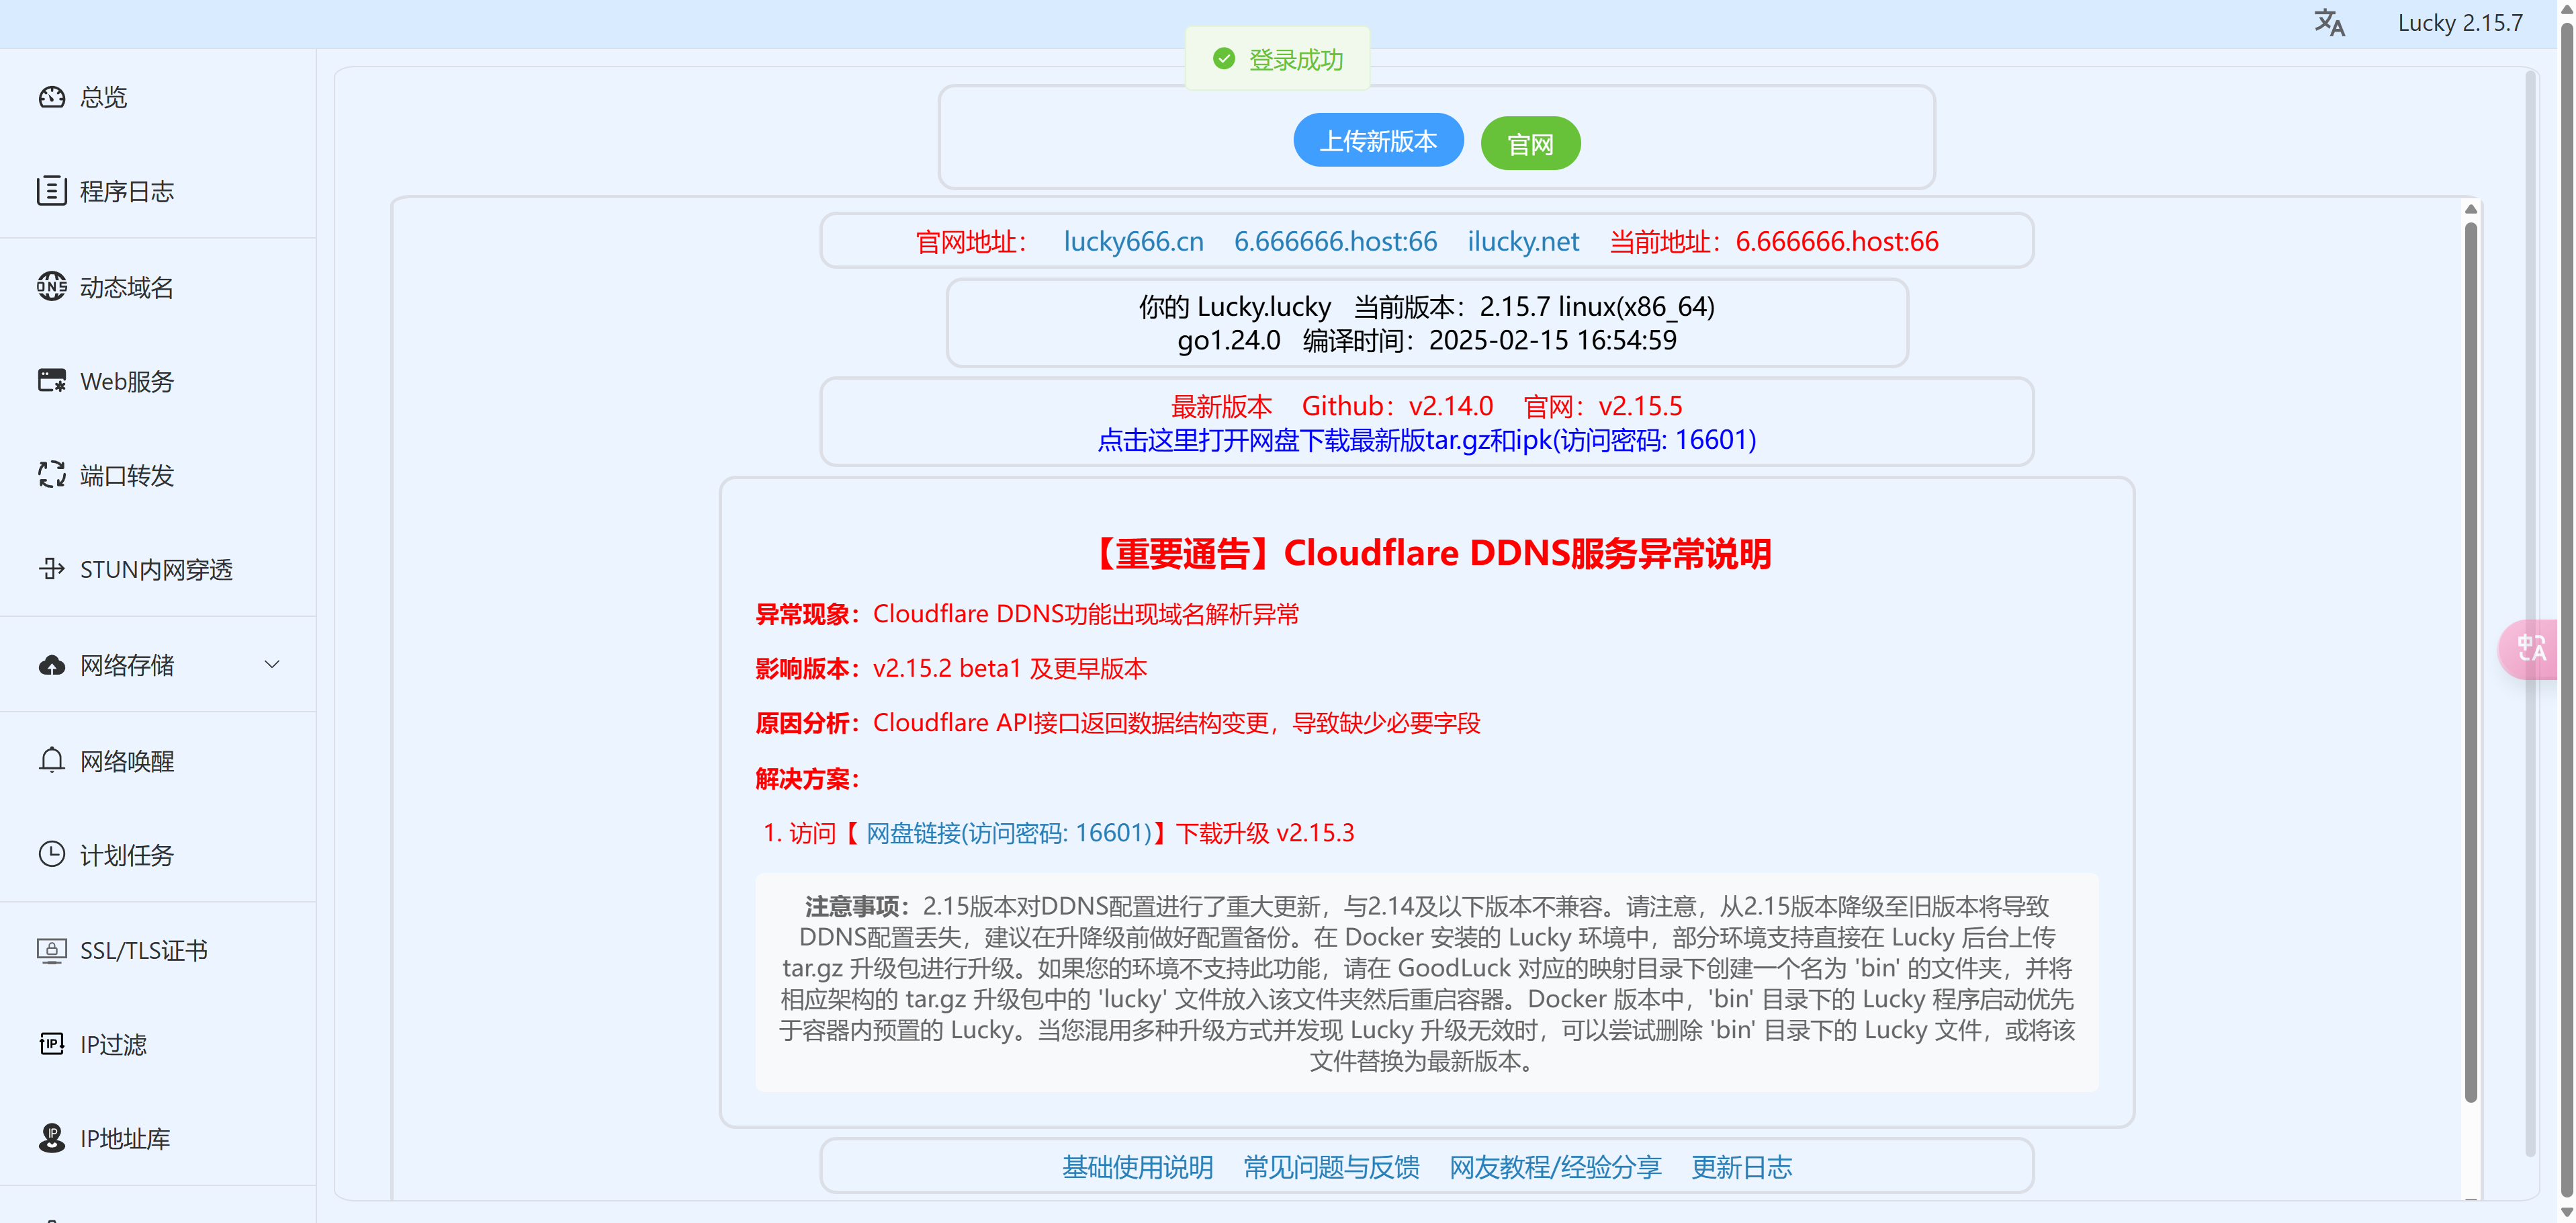 Lucky 2.15.7
登录成功
总览
程序日志
动态域名
Web服务
端口转发
STUN内网穿透
网络存储
网络唤醒
计划任务
SSL/TLS证书
IP过滤
IP地址库
上传新版本 官网
官网地址： lucky666.cn 6.666666.host:66 ilucky.net 当前地址：6.666666.host:66
你的 Lucky.lucky 当前版本：2.15.7 linux(x86_64)
go1.24.0 编译时间：2025-02-15 16:54:59
最新版本 Github：v2.14.0 官网：v2.15.5
点击这里打开网盘下载最新版tar.gz和ipk(访问密码: 16601)
【重要通告】Cloudflare DDNS服务异常说明
异常现象：Cloudflare DDNS功能出现域名解析异常
影响版本：v2.15.2 beta1 及更早版本
原因分析：Cloudflare API接口返回数据结构变更，导致缺少必要字段
解决方案：
1. 访问【 网盘链接(访问密码: 16601)】下载升级 v2.15.3
注意事项：2.15版本对DDNS配置进行了重大更新，与2.14及以下版本不兼容。请注意，从2.15版本降级至旧版本将导致
DDNS配置丢失，建议在升降级前做好配置备份。在 Docker 安装的 Lucky 环境中，部分环境支持直接在 Lucky 后台上传
tar.gz 升级包进行升级。如果您的环境不支持此功能，请在 GoodLuck 对应的映射目录下创建一个名为 'bin' 的文件夹，并将
相应架构的 tar.gz 升级包中的 'lucky' 文件放入该文件夹然后重启容器。Docker 版本中，'bin' 目录下的 Lucky 程序启动优先
于容器内预置的 Lucky。当您混用多种升级方式并发现 Lucky 升级无效时，可以尝试删除 'bin' 目录下的 Lucky 文件，或将该
文件替换为最新版本。
基础使用说明 常见问题与反馈 网友教程/经验分享 更新日志